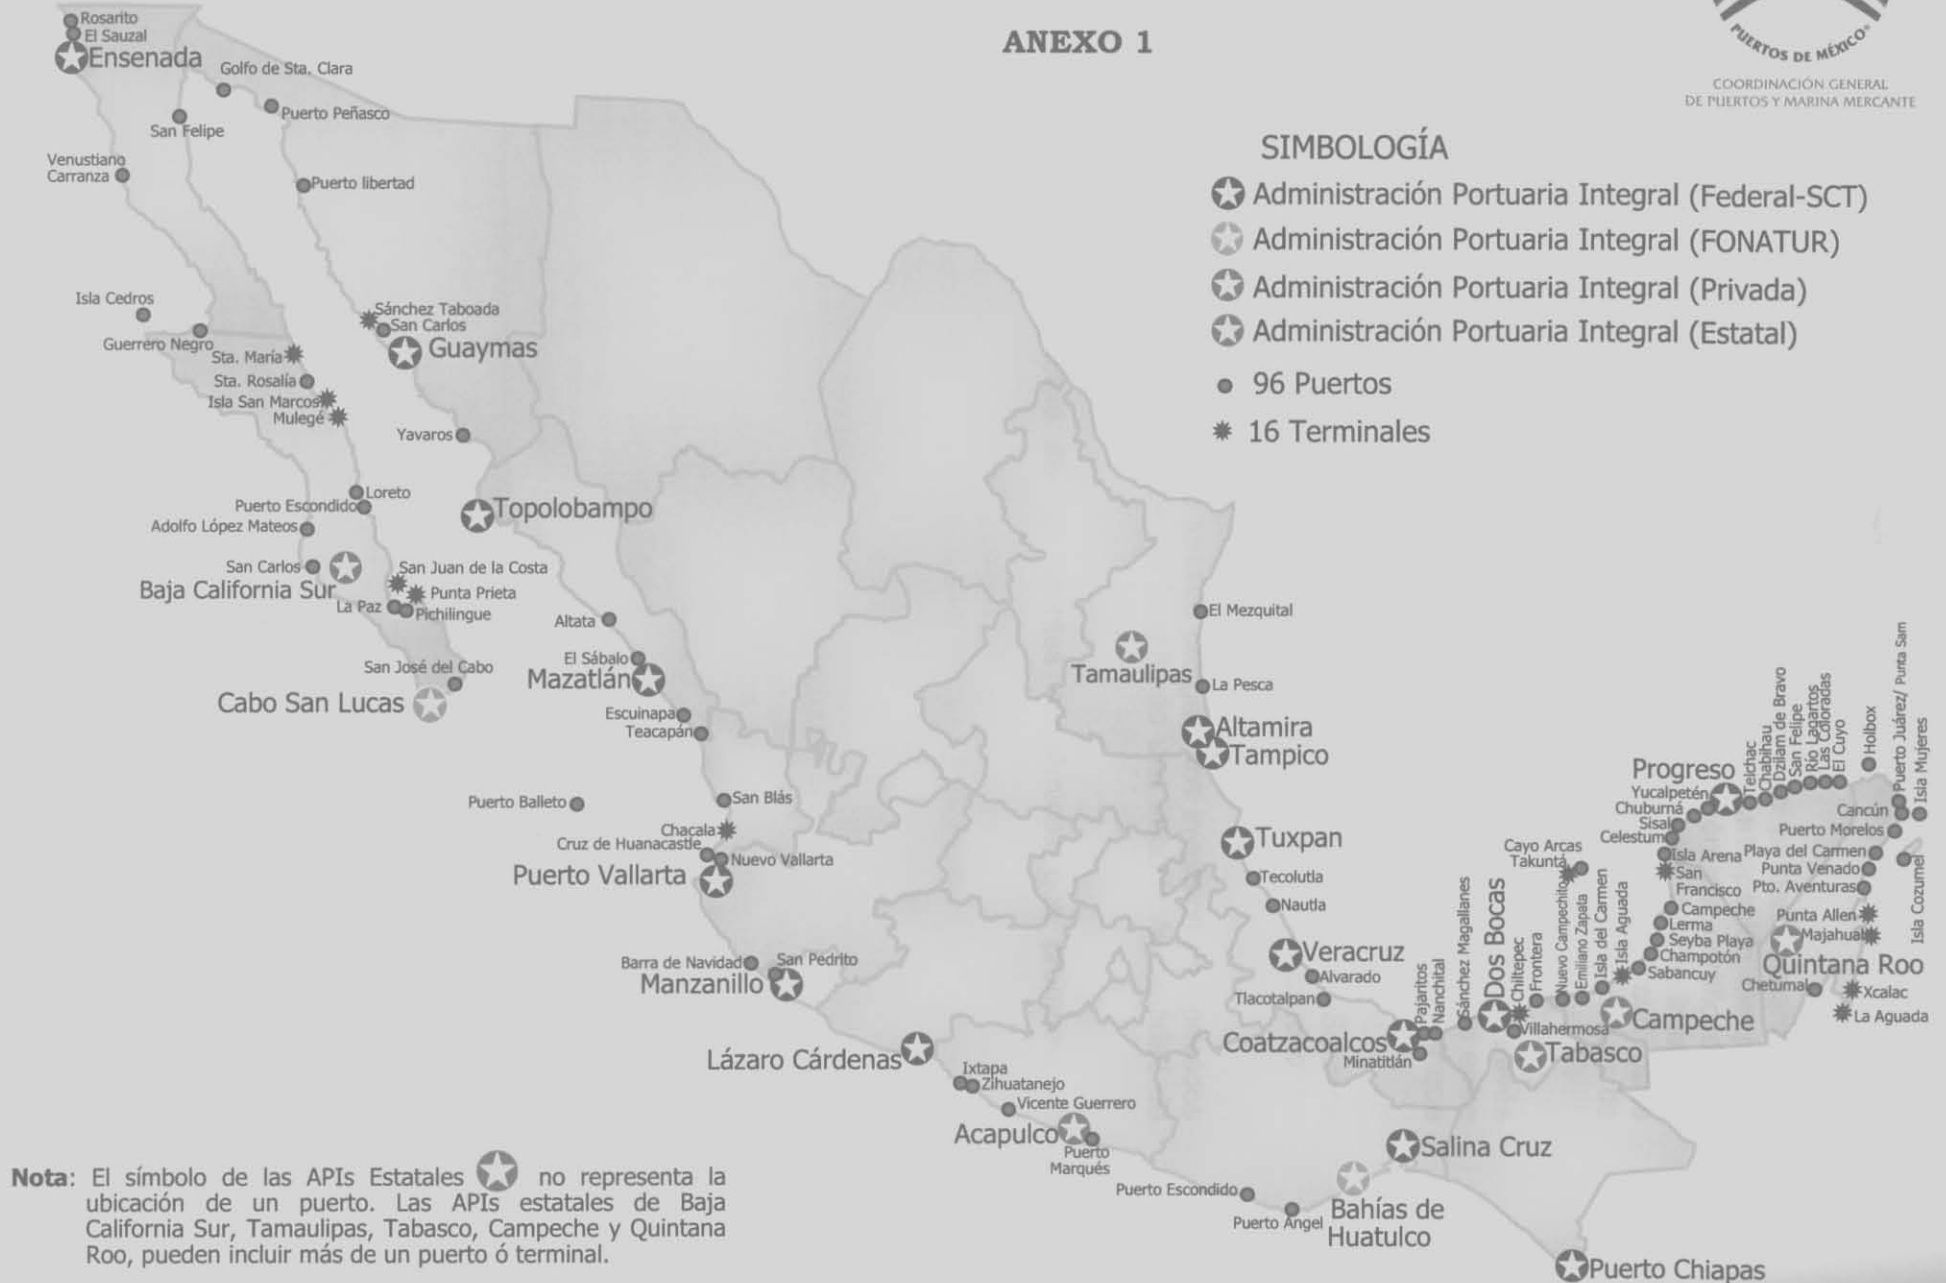 ANEXO 1
PUERTOS DE MÉXICO
COORDINACIÓN GENERAL
DE PUERTOS Y MARINA MERCANTE
SIMBOLOGÍA
Administración Portuaria Integral (Federal-SCT)
Administración Portuaria Integral (FONATUR)
Administración Portuaria Integral (Privada)
Administración Portuaria Integral (Estatal)
96 Puertos
16 Terminales
Rosarito
El Sauzal
Ensenada
Golfo de Sta. Clara
Puerto Peñasco
San Felipe
Venustiano
Carranza
Puerto libertad
Isla Cedros
Guerrero Negro
Sánchez Taboada
San Carlos
Guaymas
Sta. María
Sta. Rosalía
Isla San Marcos
Mulegé
Yavaros
Loreto
Puerto Escondido
Adolfo López Mateos
Topolobampo
San Carlos
Baja California Sur
San Juan de la Costa
Punta Prieta
La Paz
Pichilingue
San José del Cabo
Cabo San Lucas
Altata
El Sábalo
Mazatlán
Escuinapa
Teacapán
Puerto Balleto
San Blás
Chacala
Cruz de Huanacastle
Nuevo Vallarta
Puerto Vallarta
Barra de Navidad
San Pedrito
Manzanillo
Lázaro Cárdenas
Ixtapa
Zihuatanejo
Vicente Guerrero
Acapulco
Puerto
Marqués
Puerto Escondido
Puerto Ángel
Bahías de
Huatulco
Salina Cruz
Puerto Chiapas
El Mezquital
Tamaulipas
La Pesca
Altamira
Tampico
Tuxpan
Tecolutla
Nautla
Veracruz
Alvarado
Tlacotalpan
Coatzacoalcos
Minatitlán
Pajaritos
Nanchital
Sánchez Magallanes
Dos Bocas
Chiltepec
Villahermosa
Tabasco
Frontera
Nuevo Campechito
Emiliano Zapata
Isla del Carmen
Isla Aguada
Cayo Arcas
Takuntá
Campeche
Sabancuy
Champotón
Seyba Playa
Lerma
Campeche
San
Francisco
Isla Arena
Celestum
Sisal
Chuburná
Yucalpetén
Progreso
Telchac
Chabihau
Dzilam de Bravo
San Felipe
Río Lagartos
Las Coloradas
El Cuyo
Holbox
Puerto Juárez/ Punta Sam
Isla Mujeres
Cancún
Puerto Morelos
Playa del Carmen
Punta Venado
Pto. Aventuras
Isla Cozumel
Punta Allen
Majahual
Quintana Roo
Chetumal
Xcalac
La Aguada
Nota: El símbolo de las APIs Estatales no representa la
ubicación de un puerto. Las APIs estatales de Baja
California Sur, Tamaulipas, Tabasco, Campeche y Quintana
Roo, pueden incluir más de un puerto ó terminal.